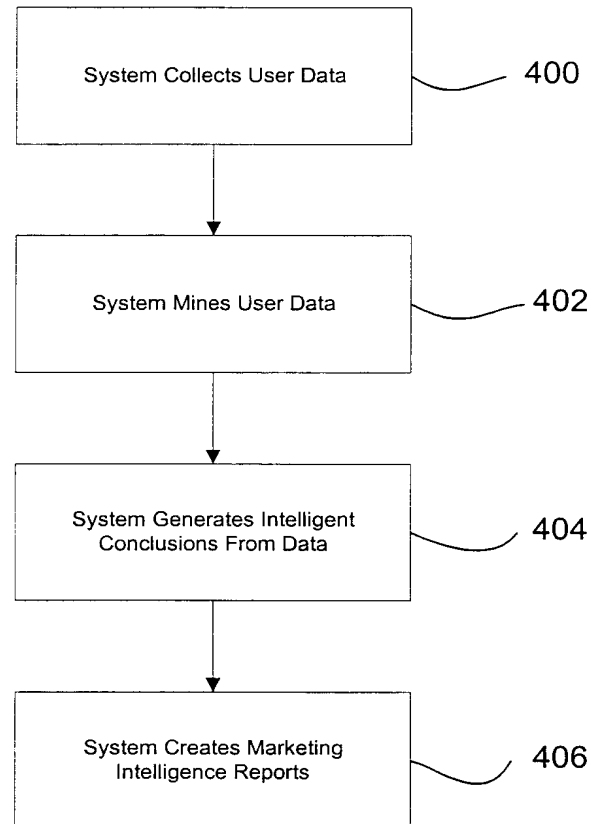 System Collects User Data
400
System Mines User Data
402
System Generates Intelligent
Conclusions From Data
404
System Creates Marketing
Intelligence Reports
406